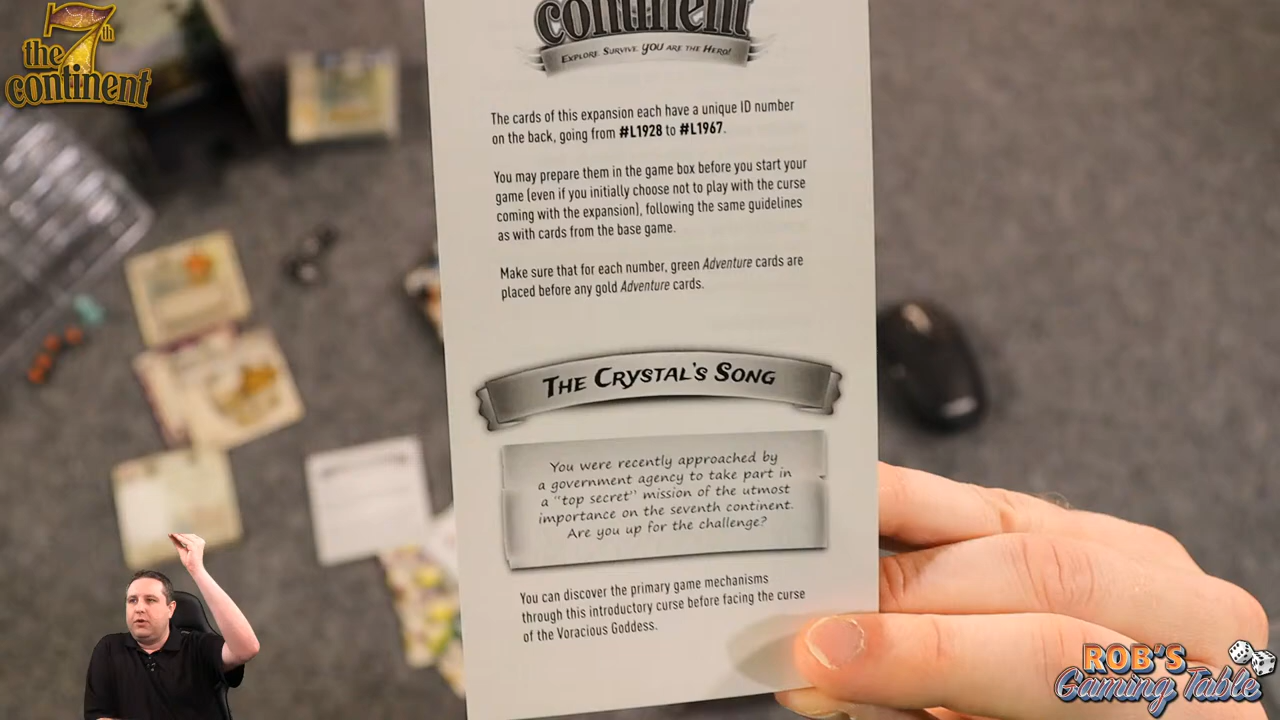 the 7th
continent
continent
EXPLORE. SURVIVE. YOU ARE THE HERO!
The cards of this expansion each have a unique ID number
on the back, going from #L1928 to #L1967.
You may prepare them in the game box before you start your
game (even if you initially choose not to play with the curse
coming with the expansion), following the same guidelines
as with cards from the base game.
Make sure that for each number, green Adventure cards are
placed before any gold Adventure cards.
THE CRYSTAL'S SONG
You were recently approached by
a government agency to take part in
a "top secret" mission of the utmost
importance on the seventh continent.
Are you up for the challenge?
You can discover the primary game mechanisms
through this introductory curse before facing the curse
of the Voracious Goddess.
ROB'S
Gaming Table